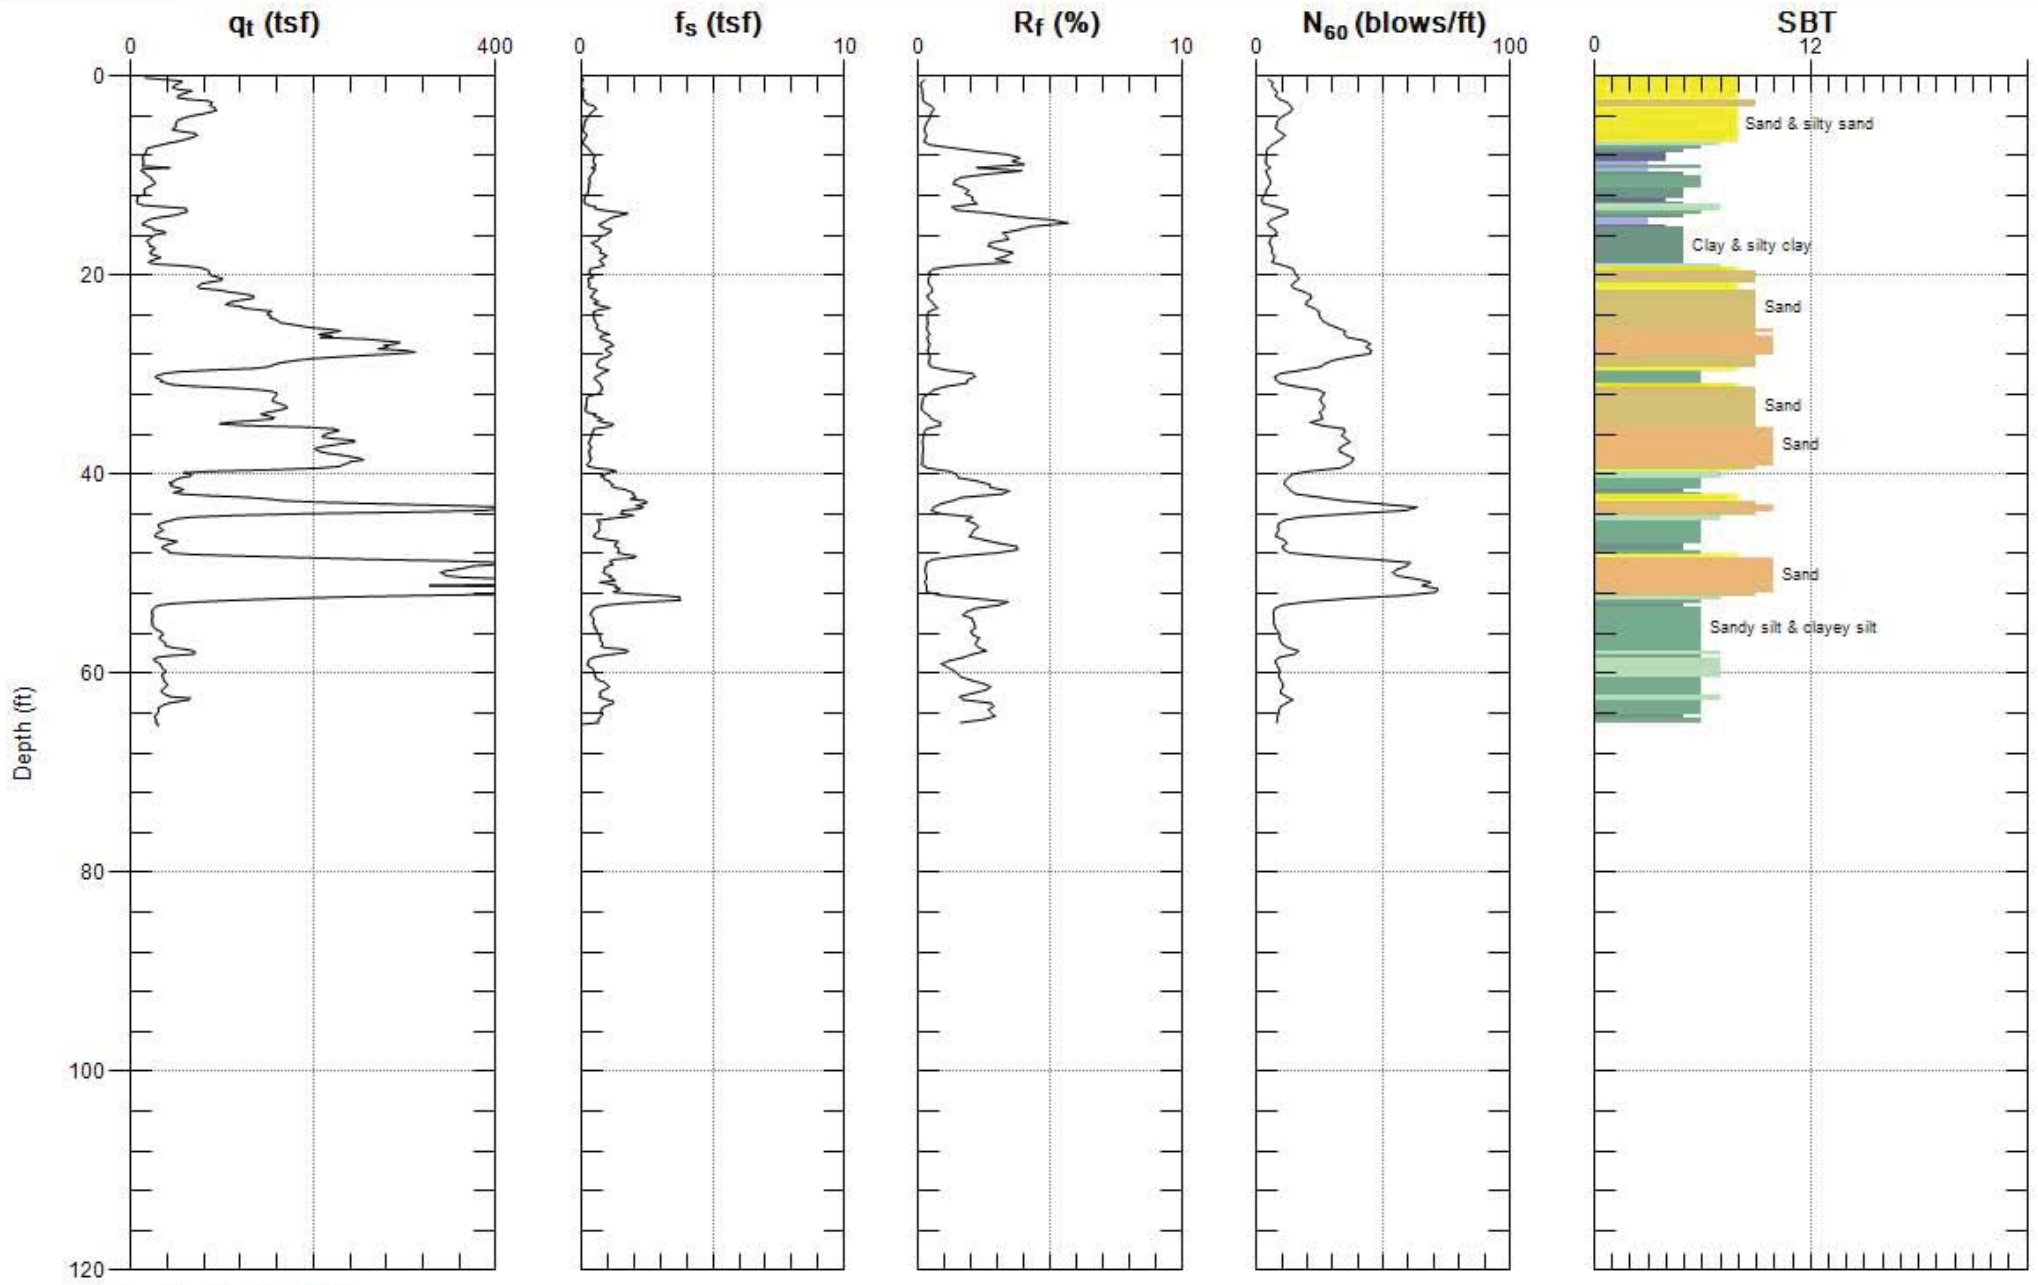 qt (tsf) fs (tsf) Rf (%) N60 (blows/ft) SBT
0 400 0 10 0 10 0 100 0 12
0
Sand & silty sand
Clay & silty clay
20
Sand
Sand
Sand
40
Sand
Sandy silt & clayey silt
60
Depth (ft)
80
100
120